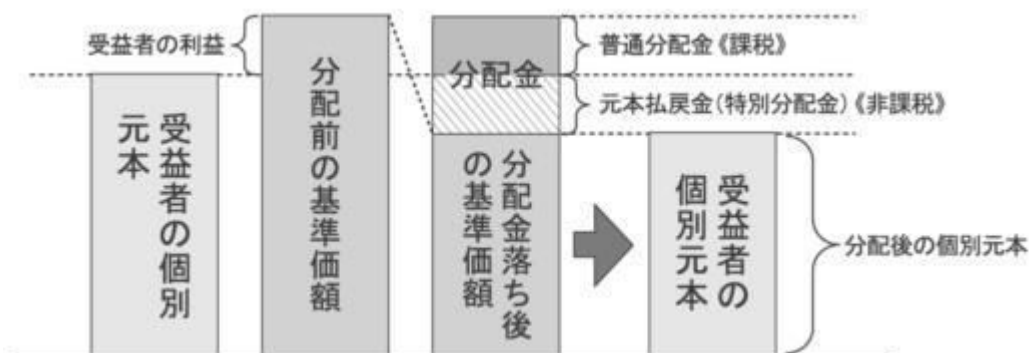 受益者の利益
受益者の個別
元本
分配前の基準価額
分配金
分配金落ち後
の基準価額
普通分配金《課税》
元本払戻金(特別分配金)《非課税》
受益者の
個別元本
分配後の個別元本